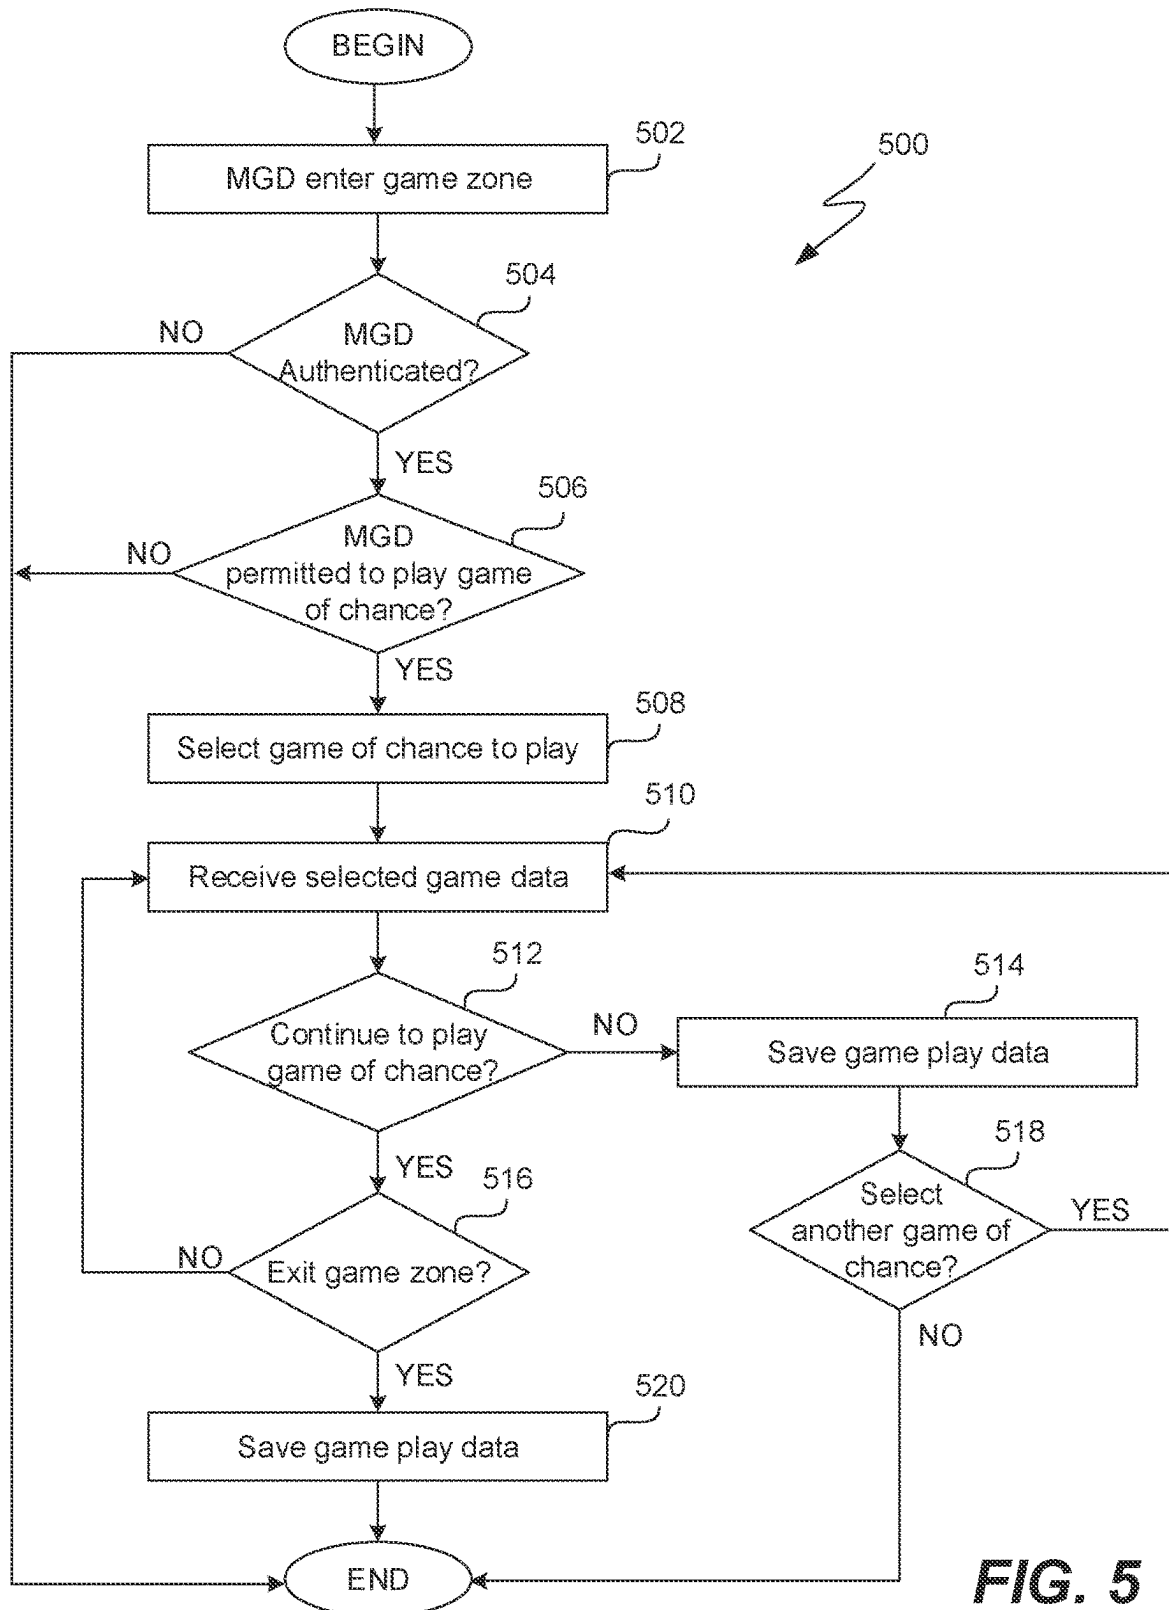 BEGIN
502
MGD enter game zone
500
504
NO
MGD
Authenticated?
YES
506
NO
MGD
permitted to play game
of chance?
YES
508
Select game of chance to play
510
Receive selected game data
512
514
Continue to play
game of chance?
NO
Save game play data
518
YES
516
Select
another game of
chance?
YES
NO
Exit game zone?
NO
YES
520
Save game play data
END
FIG. 5